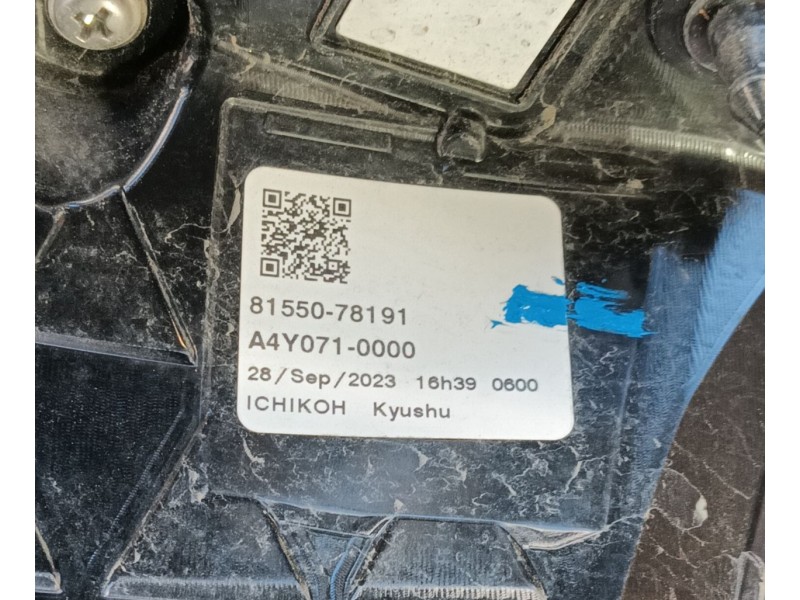 81550-78191
A4Y071-0000
28/Sep/2023 16h39 0600
ICHIKOH Kyushu